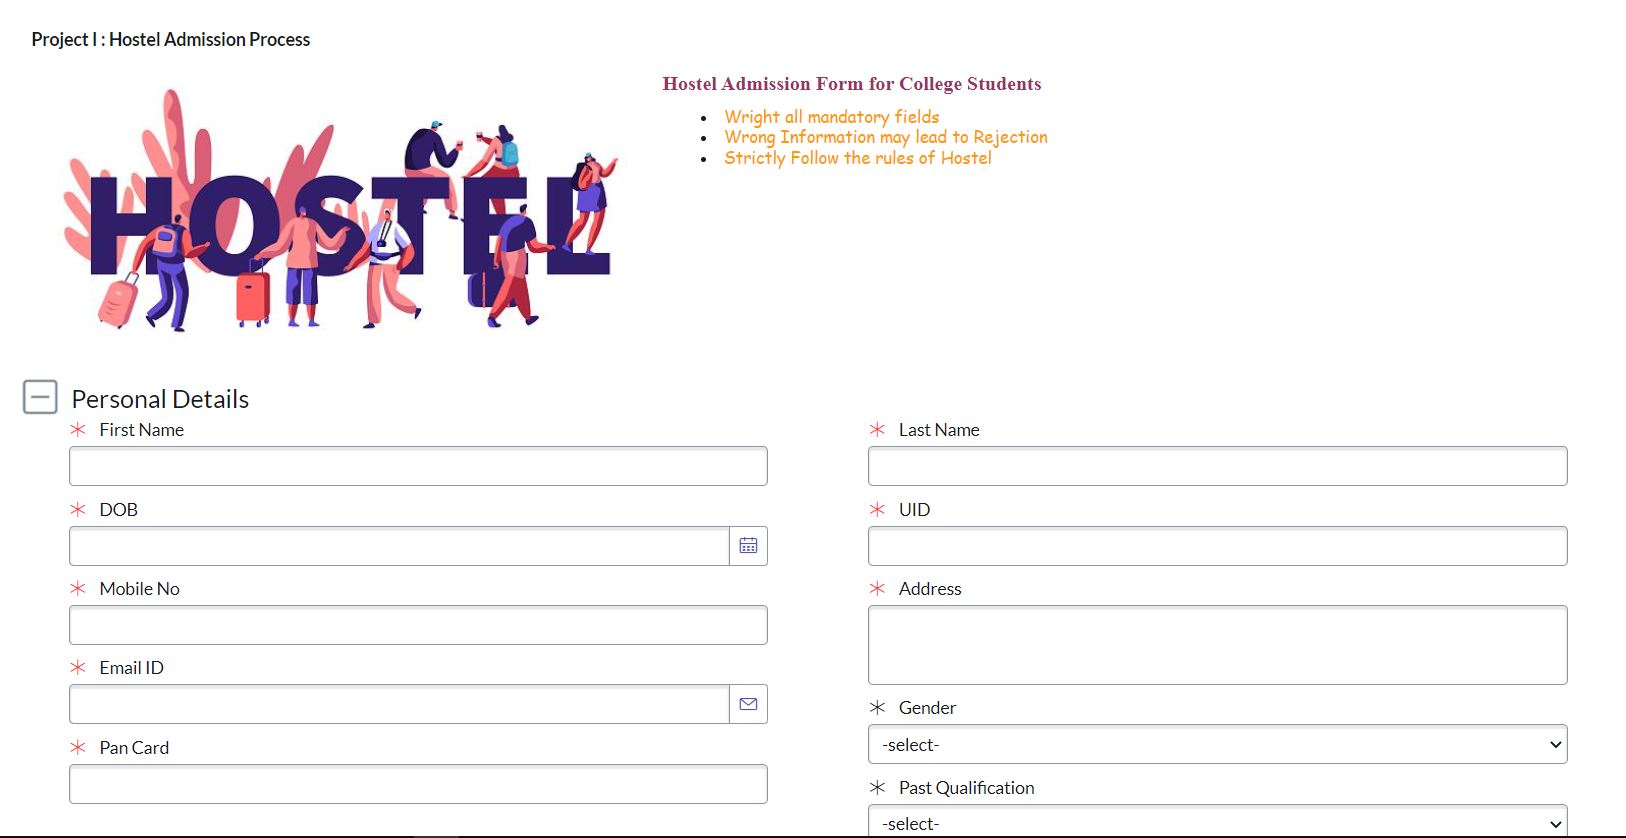 Project I : Hostel Admission Process
HOSTEL
Hostel Admission Form for College Students
Wright all mandatory fields
Wrong Information may lead to Rejection
Strictly Follow the rules of Hostel
Personal Details
* First Name
* Last Name
* DOB
* UID
* Mobile No
* Address
* Email ID
* Gender
-select-
* Pan Card
* Past Qualification
-select-